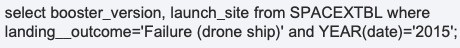 select booster_version, launch_site from SPACEXTBL where
landing__outcome='Failure (drone ship)' and YEAR(date)='2015';